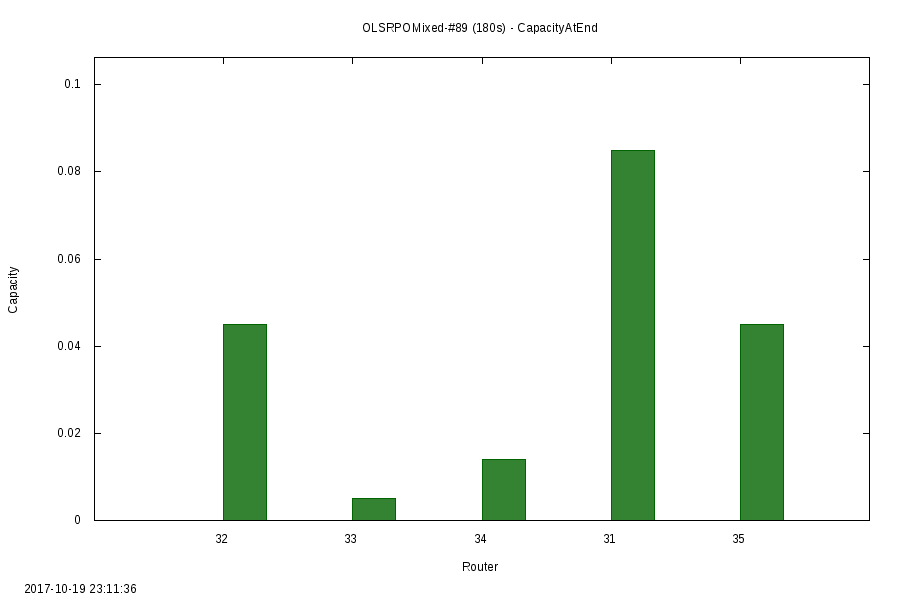 OLSRPOMixed-#89 (180s) - CapacityAtEnd
0.1
0.08
0.06
0.04
0.02
0
Capacity
32 33 34 31 35
Router
2017-10-19 23:11:36